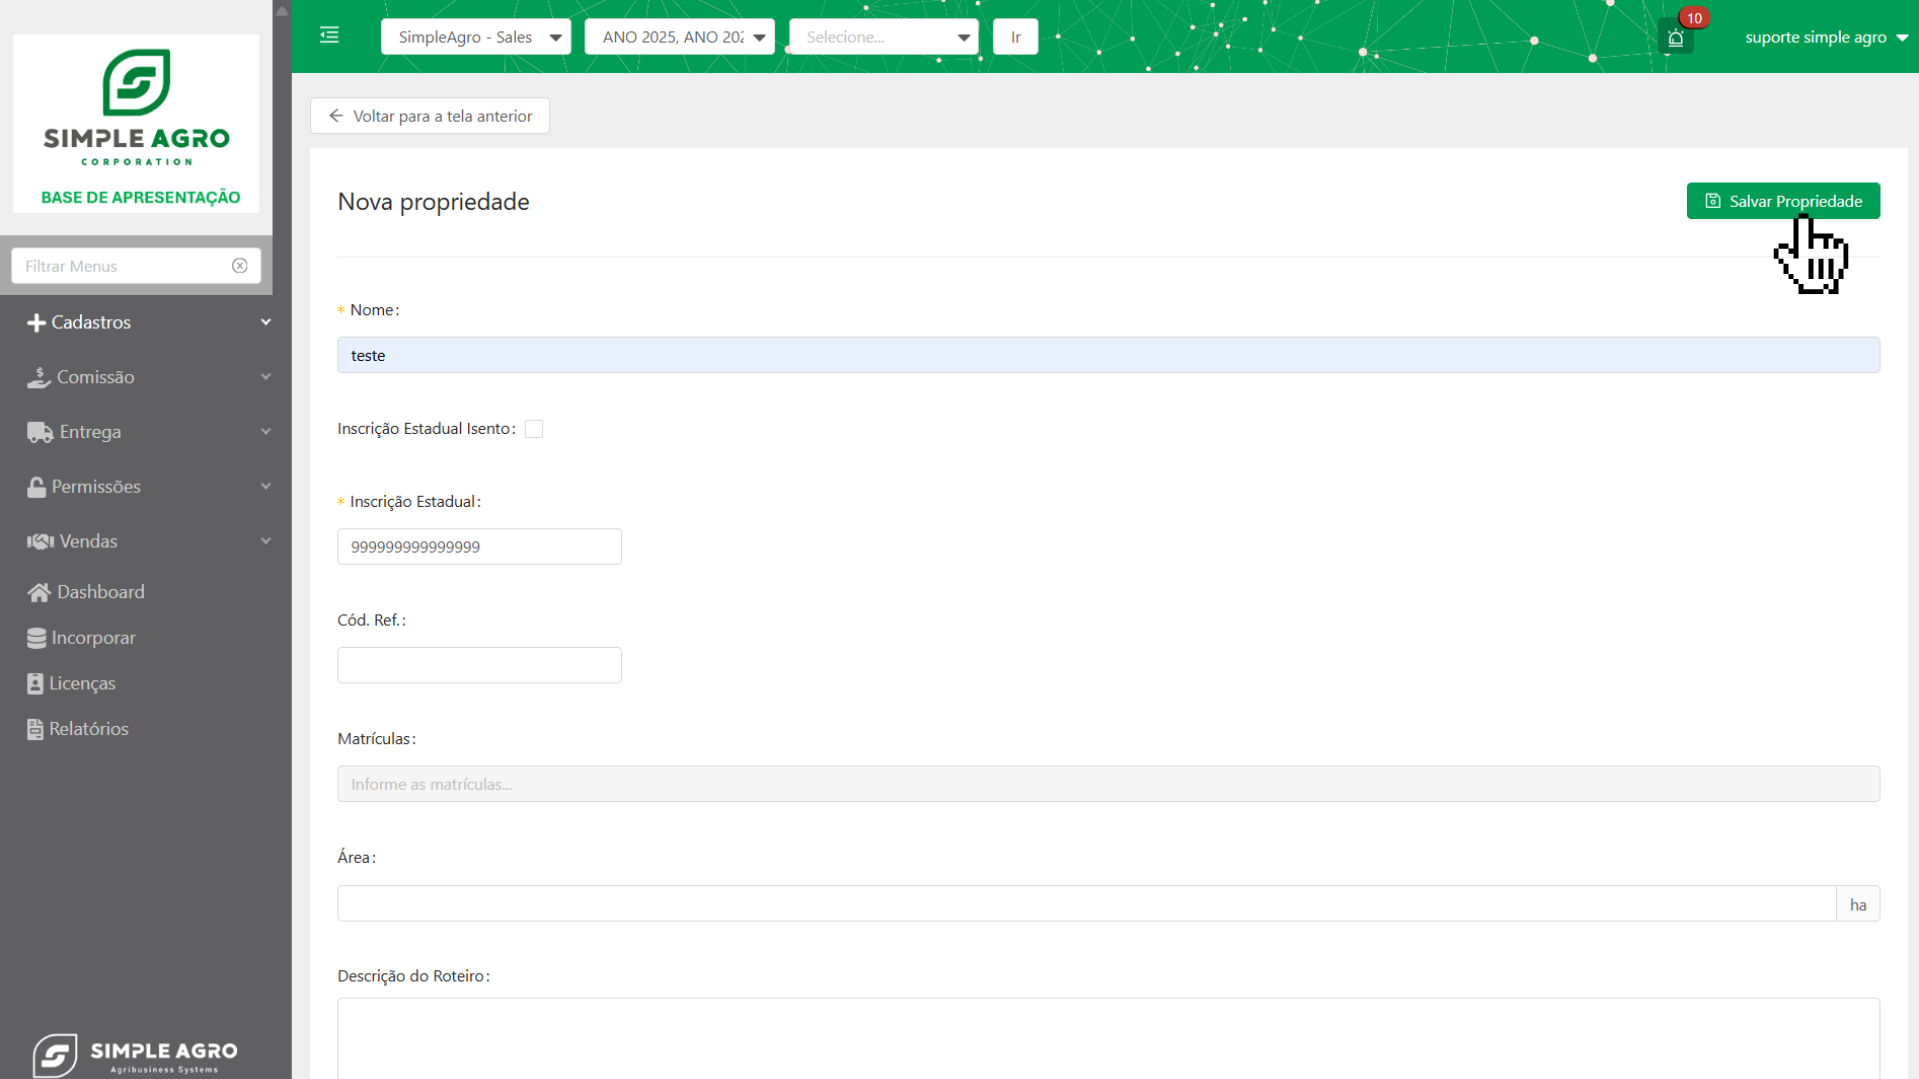 SIMPLE AGRO
CORPORATION
BASE DE APRESENTAÇÃO
Filtrar Menus
Cadastros
Comissão
Entrega
Permissões
Vendas
Dashboard
Incorporar
Licenças
Relatórios
SIMPLE AGRO
Agribusiness Systems
SimpleAgro - Sales
ANO 2025, ANO 202
Selecione...
Ir
10
suporte simple agro
Voltar para a tela anterior
Nova propriedade
Salvar Propriedade
* Nome:
teste
Inscrição Estadual Isento:
* Inscrição Estadual:
999999999999999
Cód. Ref.:
Matrículas:
Informe as matrículas...
Área:
ha
Descrição do Roteiro: